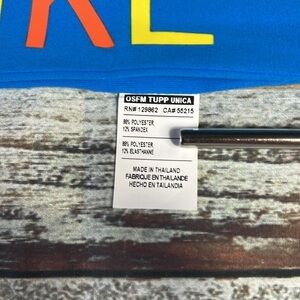 RL
OSFM TUPP UNICA
RN# 129862 CA# 55215
88% POLYESTER
12% SPANDEX
88% POLYESTER
12% ELASTHANNE
MADE IN THAILAND
FABRIQUE EN THAILANDE
HECHO EN TAILANDIA